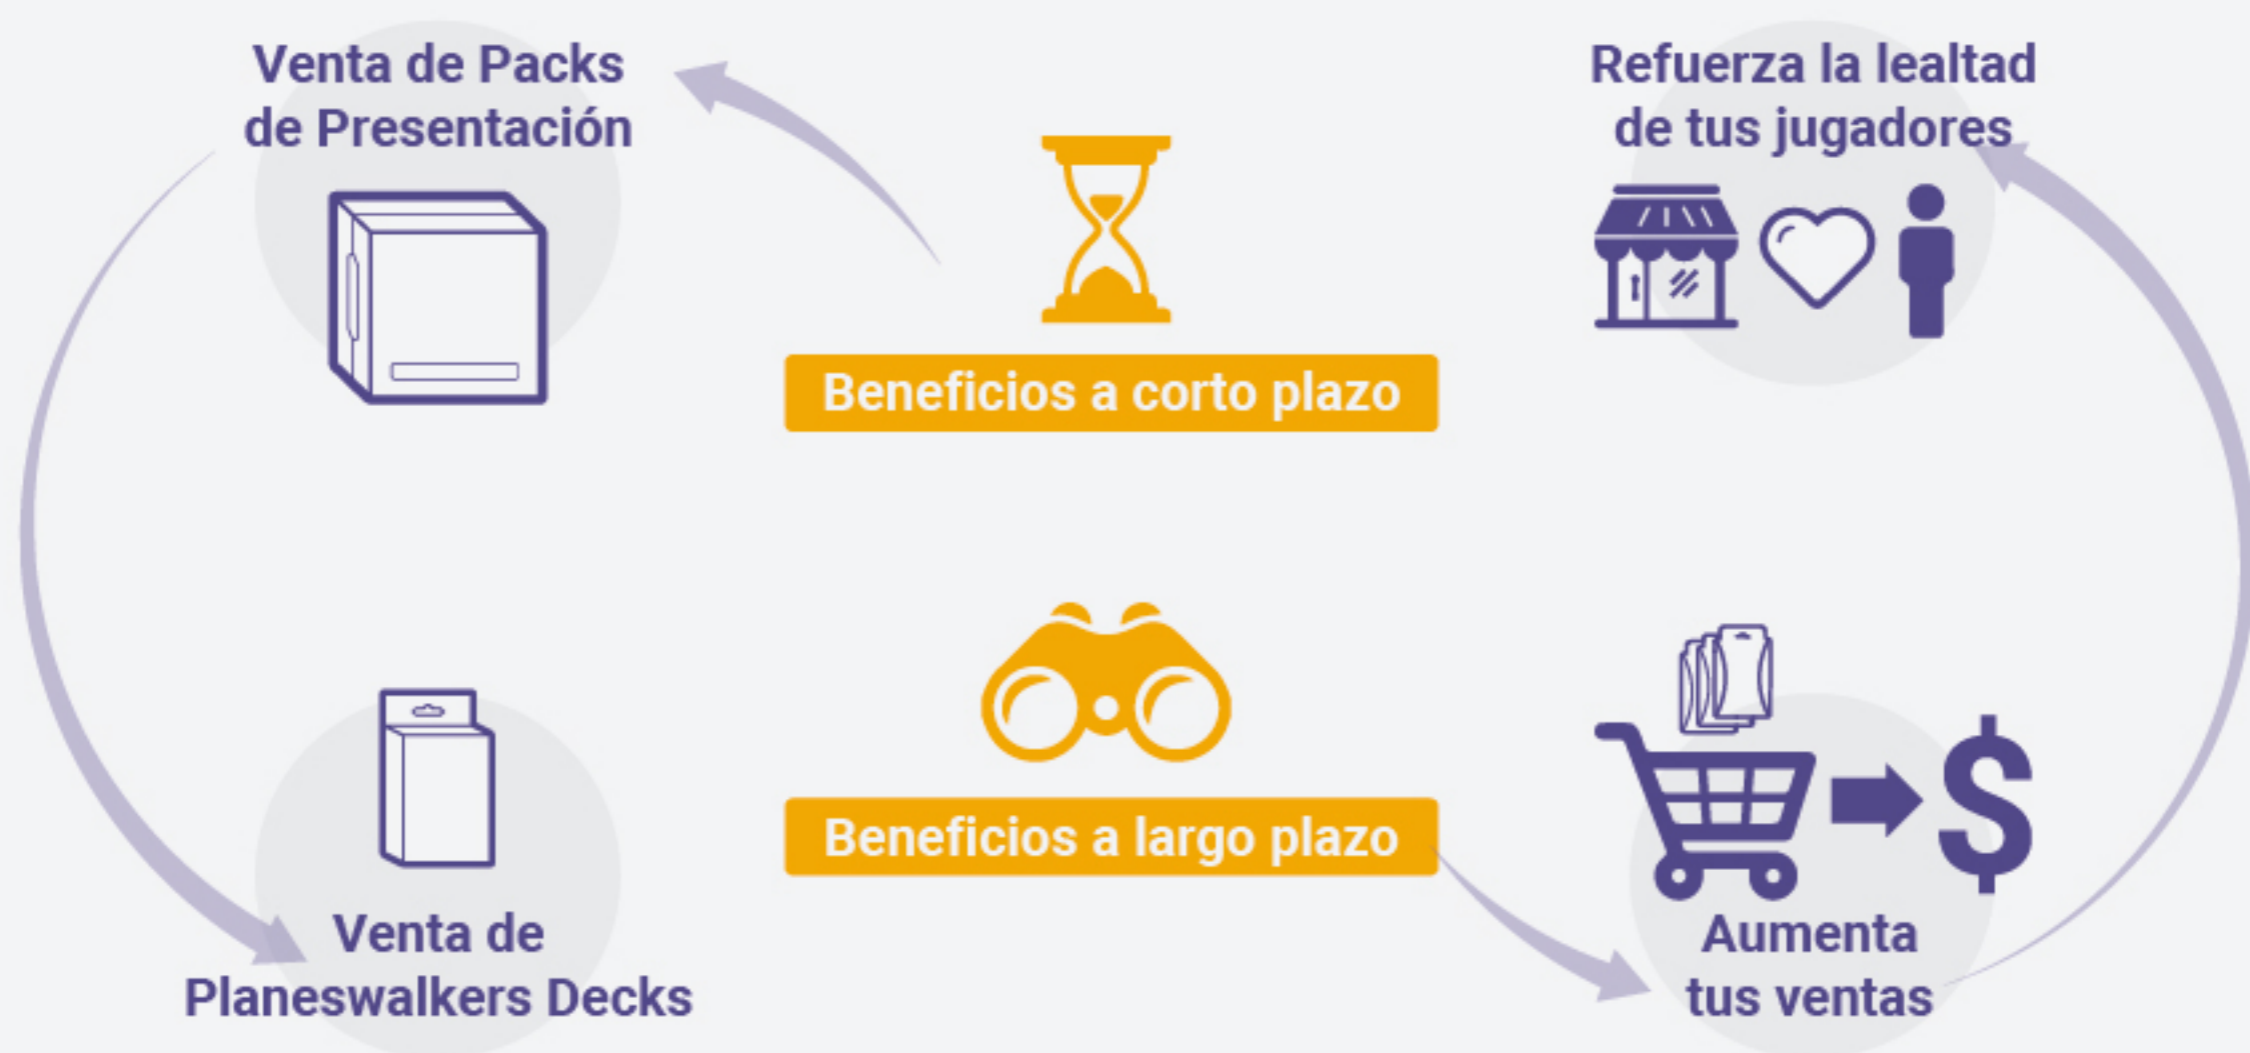 Venta de Packs
de Presentación
Refuerza la lealtad
de tus jugadores
Beneficios a corto plazo
Beneficios a largo plazo
Venta de
Planeswalkers Decks
$
Aumenta
tus ventas